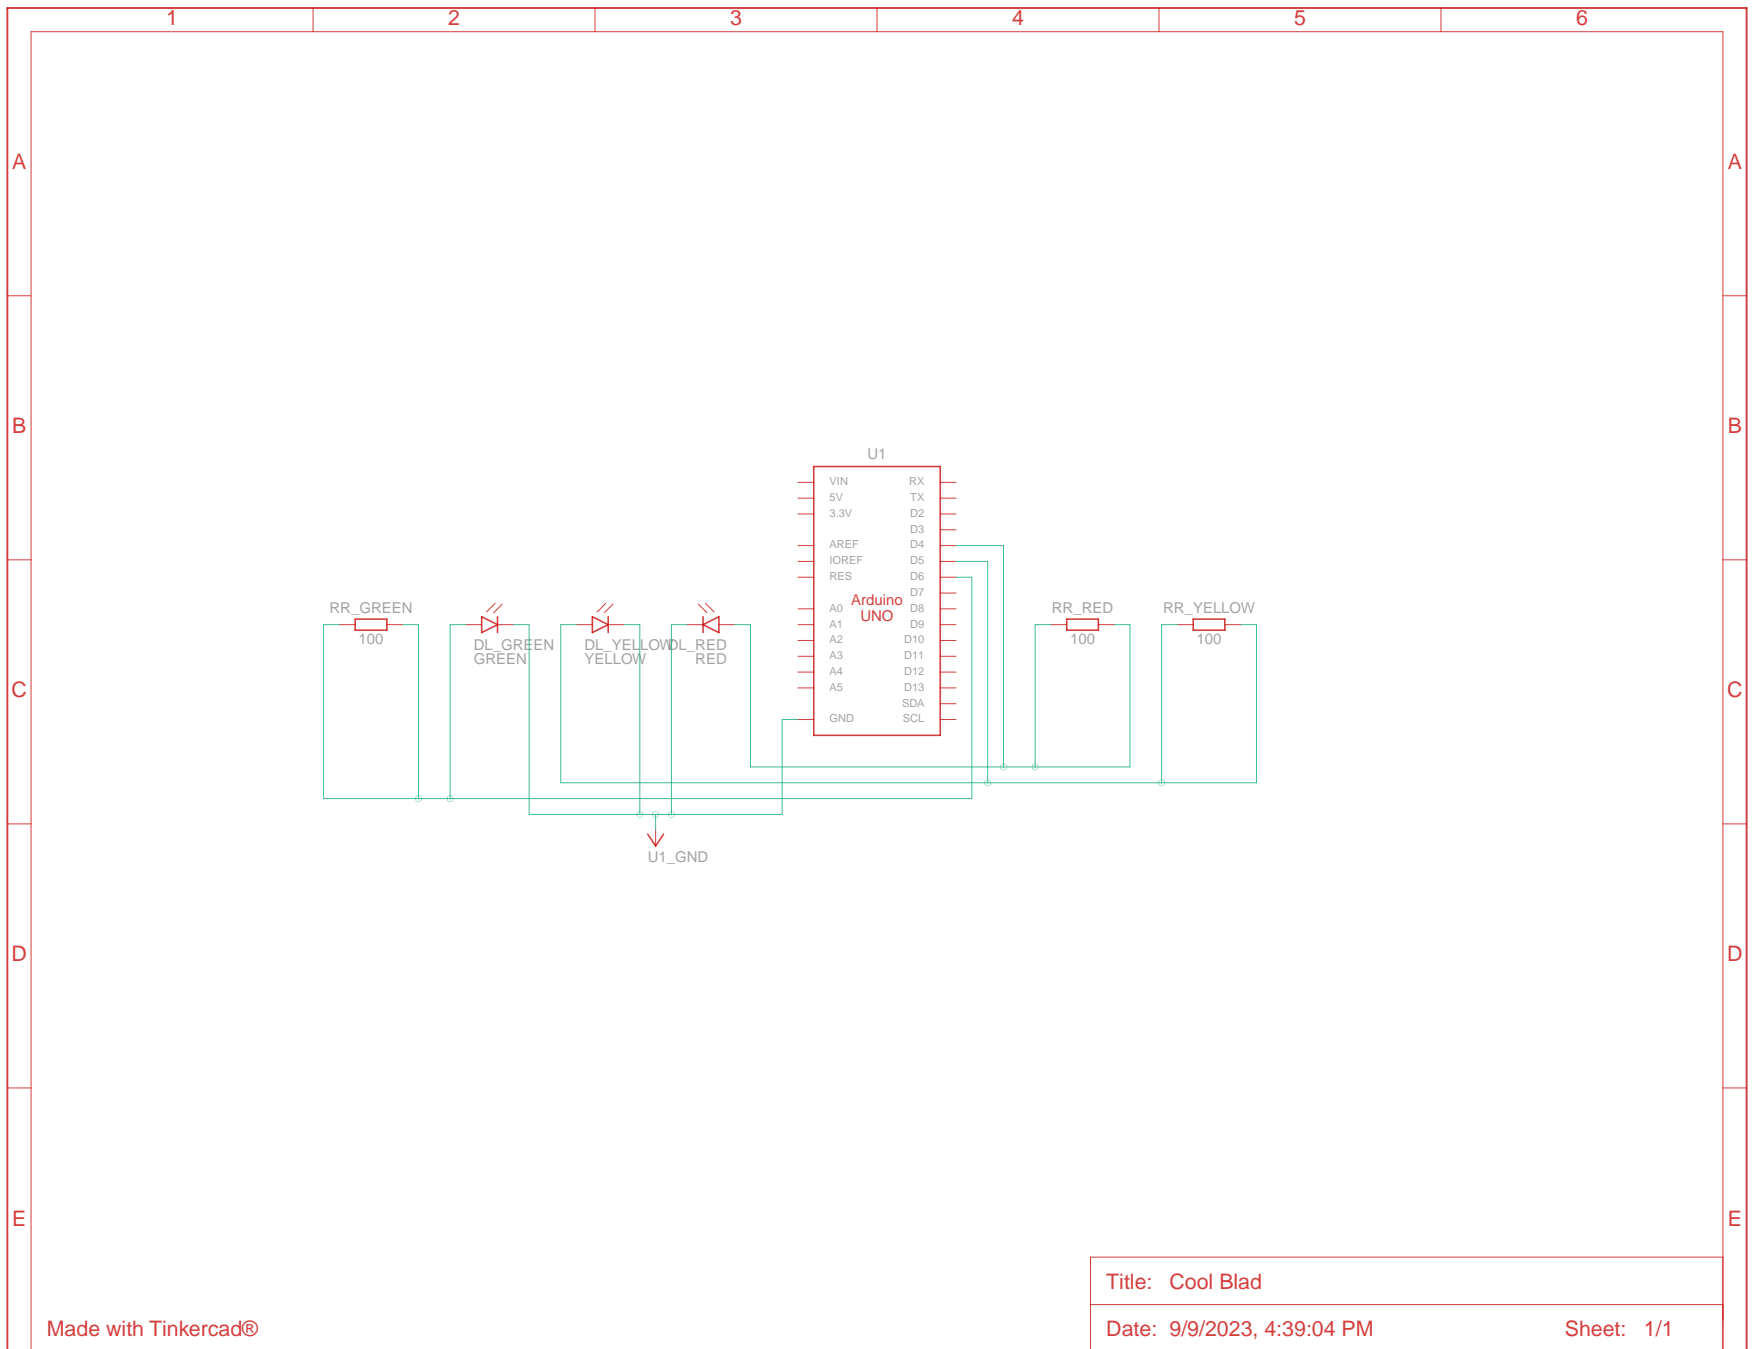 1 2 3 4 5 6
A A
B B
U1
VIN RX
5V TX
3.3V D2
D3
AREF D4
IOREF D5
RES D6
D7
A0 D8
A1 D9
A2 D10
A3 D11
A4 D12
A5 D13
SDA
GND SCL
Arduino
UNO
RR_GREEN
100
DL_GREEN
GREEN
DL_YELLOW
YELLOW
DL_RED
RED
RR_RED
100
RR_YELLOW
100
C C
U1_GND
D D
E E
Title: Cool Blad
Made with Tinkercad®
Date: 9/9/2023, 4:39:04 PM Sheet: 1/1